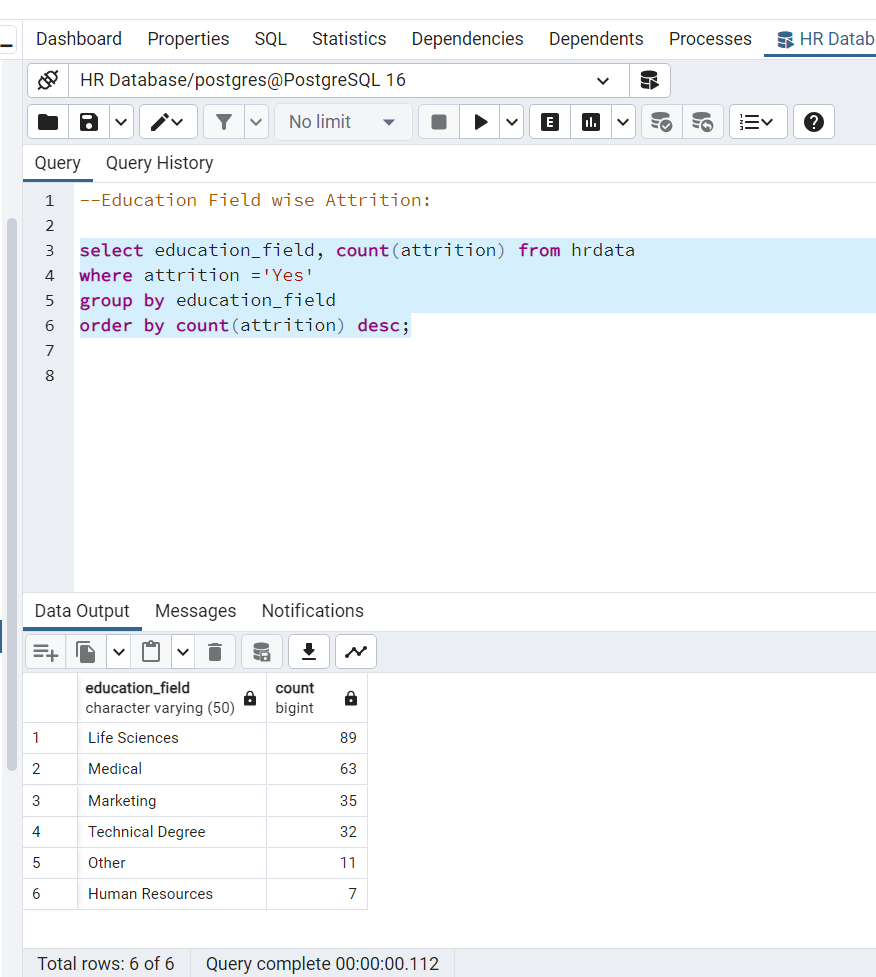 Dashboard Properties SQL Statistics Dependencies Dependents Processes HR Datab
HR Database/postgres@PostgreSQL 16
No limit E
Query Query History
1 --Education Field wise Attrition:
2
3 select education_field, count(attrition) from hrdata
4 where attrition ='Yes'
5 group by education_field
6 order by count(attrition) desc;
7
8
Data Output Messages Notifications
education_field count
character varying (50) bigint
1 Life Sciences 89
2 Medical 63
3 Marketing 35
4 Technical Degree 32
5 Other 11
6 Human Resources 7
Total rows: 6 of 6 Query complete 00:00:00.112